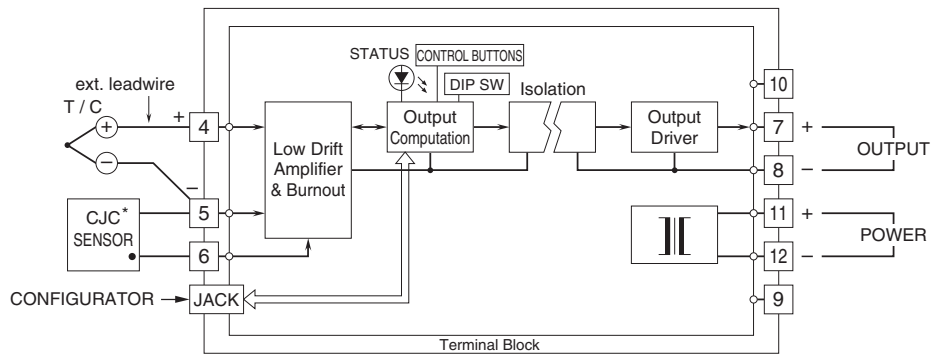 STATUS
CONTROL BUTTONS
DIP SW
ext. leadwire
T / C
+
+
−
−
4
5
6
CJC*
SENSOR
CONFIGURATOR
JACK
Low Drift
Amplifier
& Burnout
Output
Computation
Isolation
Output
Driver
10
7 +
8 −
OUTPUT
11 +
12 −
POWER
9
Terminal Block